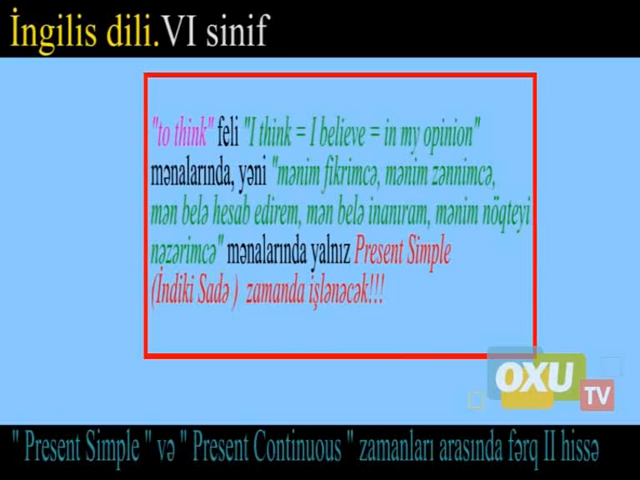 İngilis dili.VI sinif
"to think" feli "I think = I believe = in my opinion"
mənalarında, yəni "mənim fikrimcə, mənim zənnimcə,
mən belə hesab edirəm, mən belə inanıram, mənim nöqteyi
nəzərimcə" mənalarında yalnız Present Simple
(İndiki Sadə ) zamanda işlənəcək!!!
OXU
TV
" Present Simple " və " Present Continuous " zamanları arasında fərq II hissə